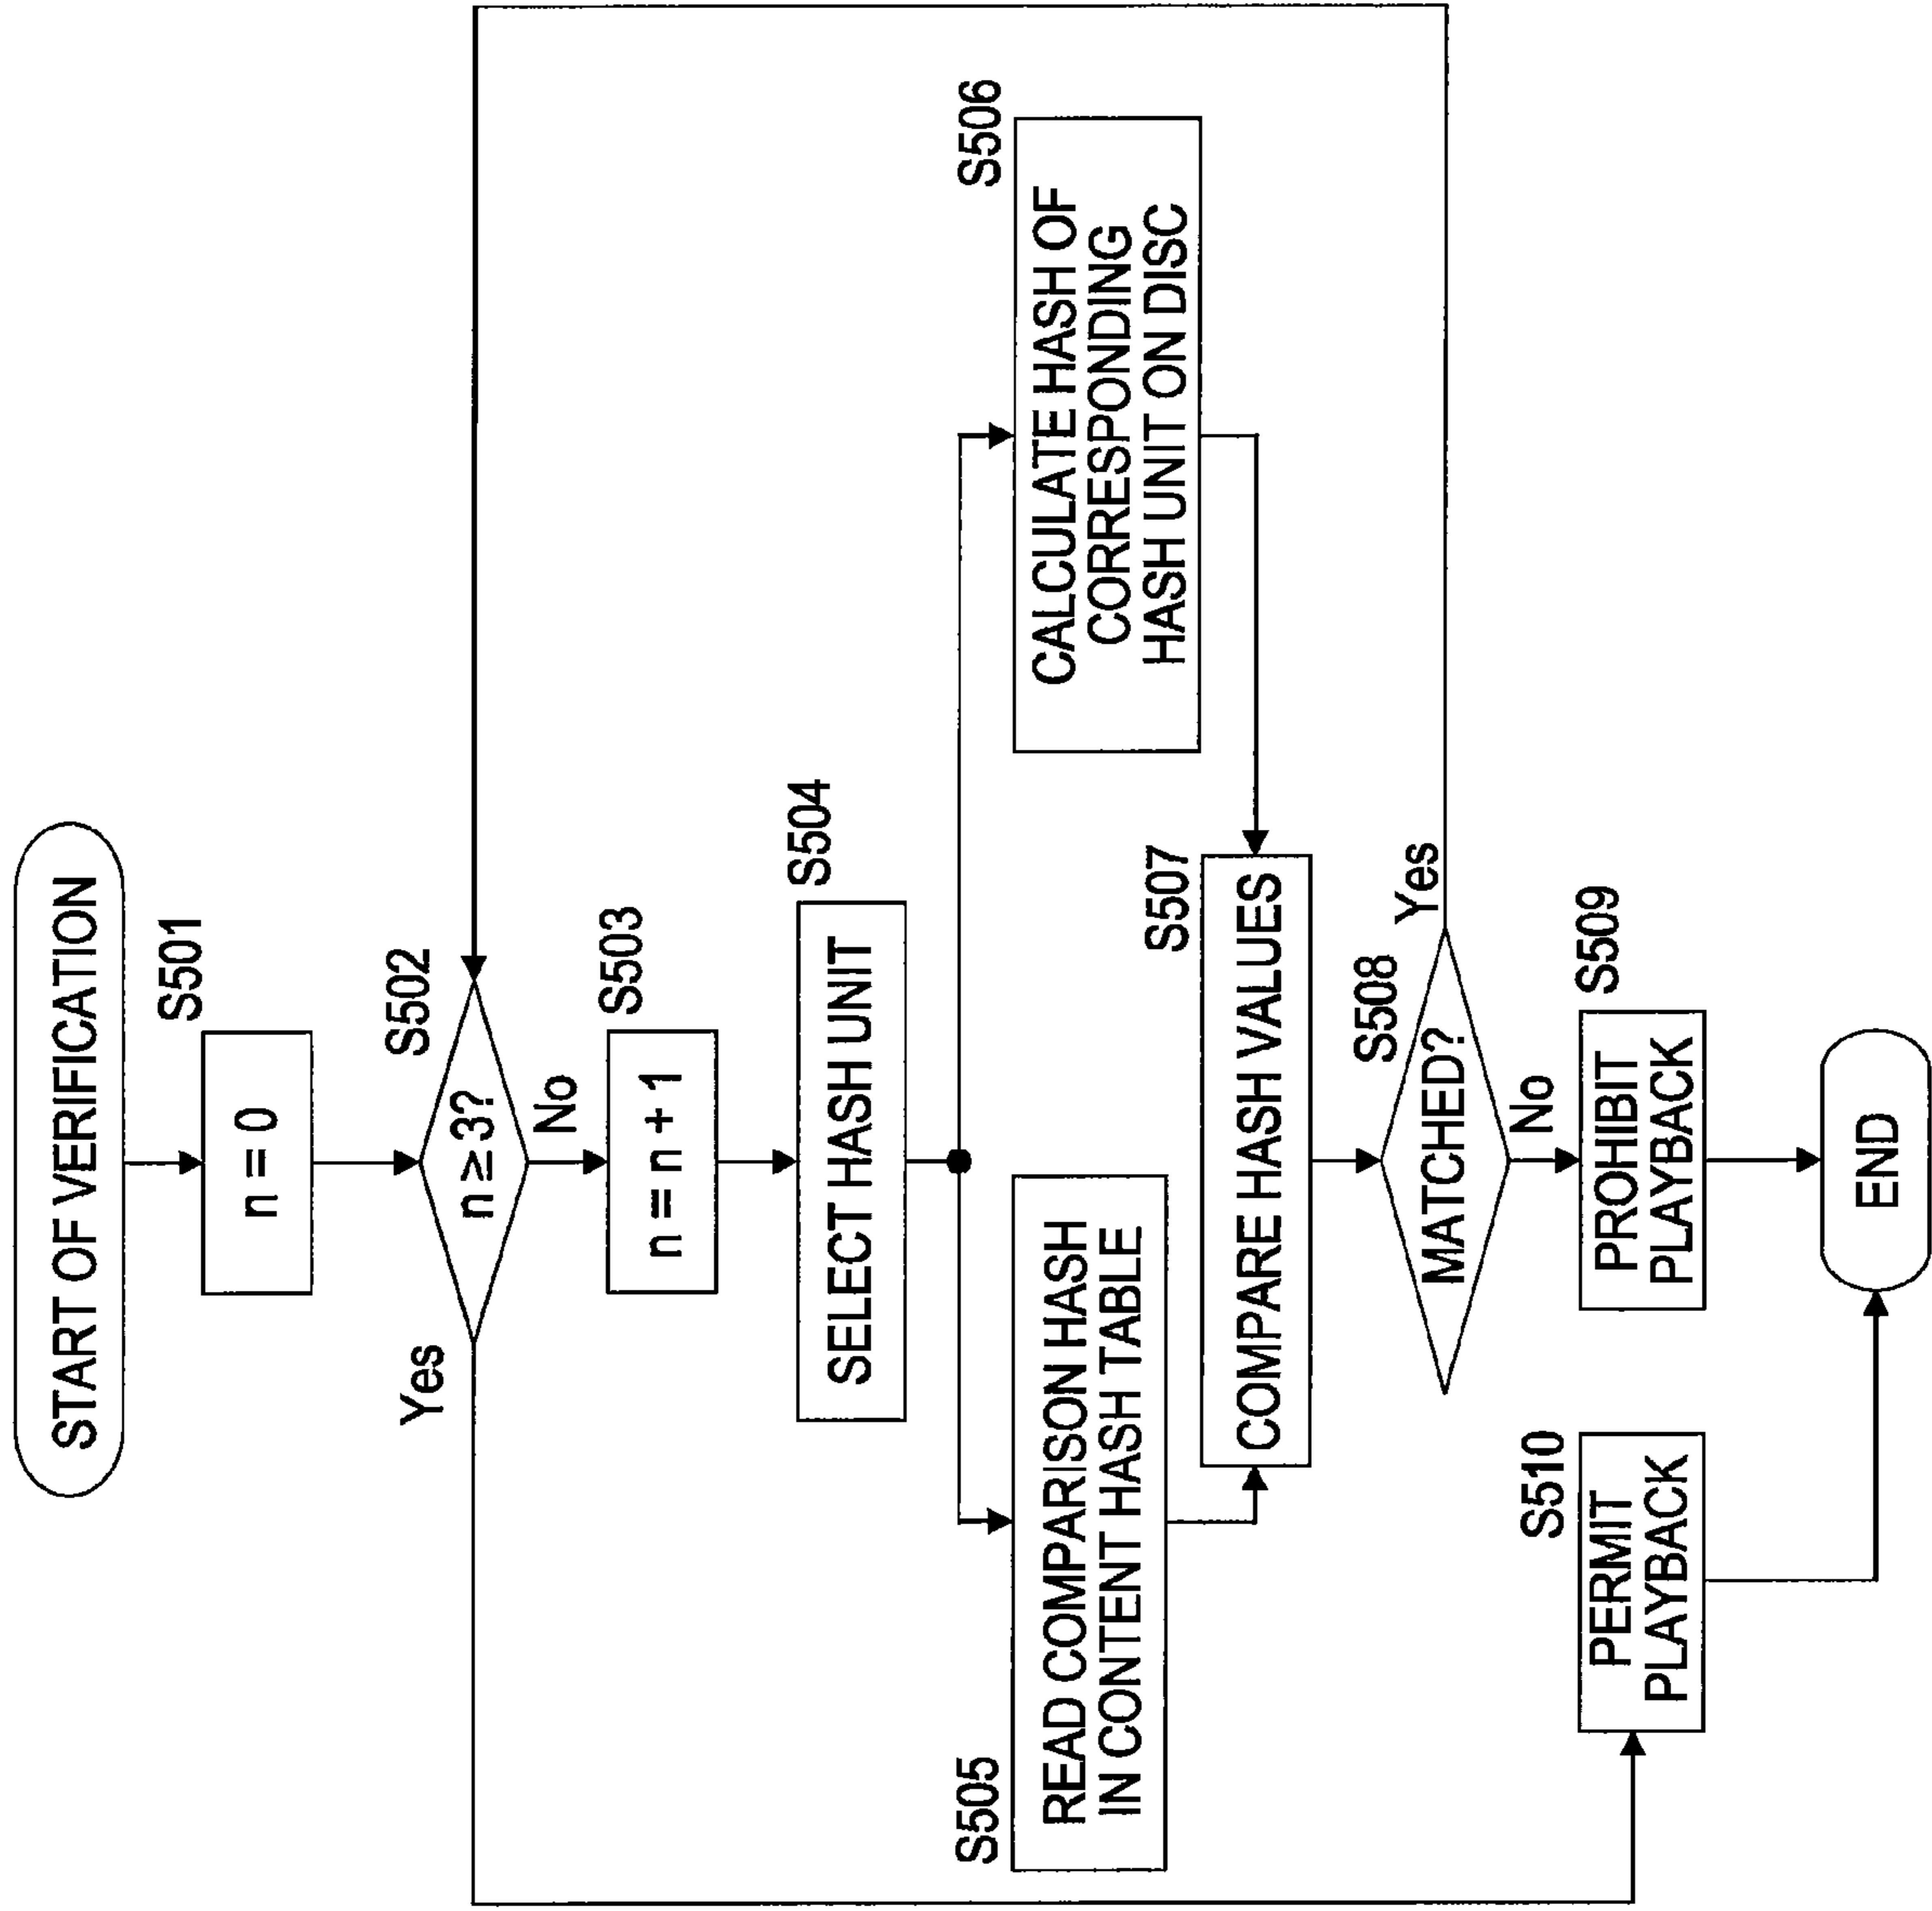 START OF VERIFICATION
S501
n = 0
S502
n ≥ 3?
Yes
No
S503
n = n + 1
S504
SELECT HASH UNIT
S505
READ COMPARISON HASH
IN CONTENT HASH TABLE
S506
CALCULATE HASH OF
CORRESPONDING
HASH UNIT ON DISC
S507
COMPARE HASH VALUES
S508
MATCHED?
Yes
No
S509
PROHIBIT
PLAYBACK
S510
PERMIT
PLAYBACK
END